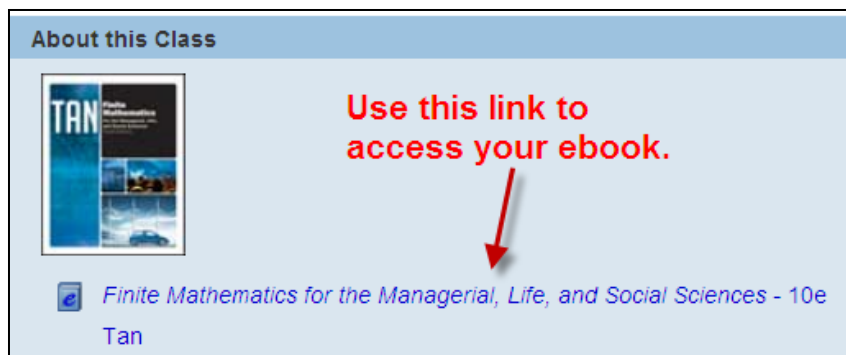 About this Class
TAN
Finite
Mathematics
Use this link to
access your ebook.
e
Finite Mathematics for the Managerial, Life, and Social Sciences - 10e
Tan